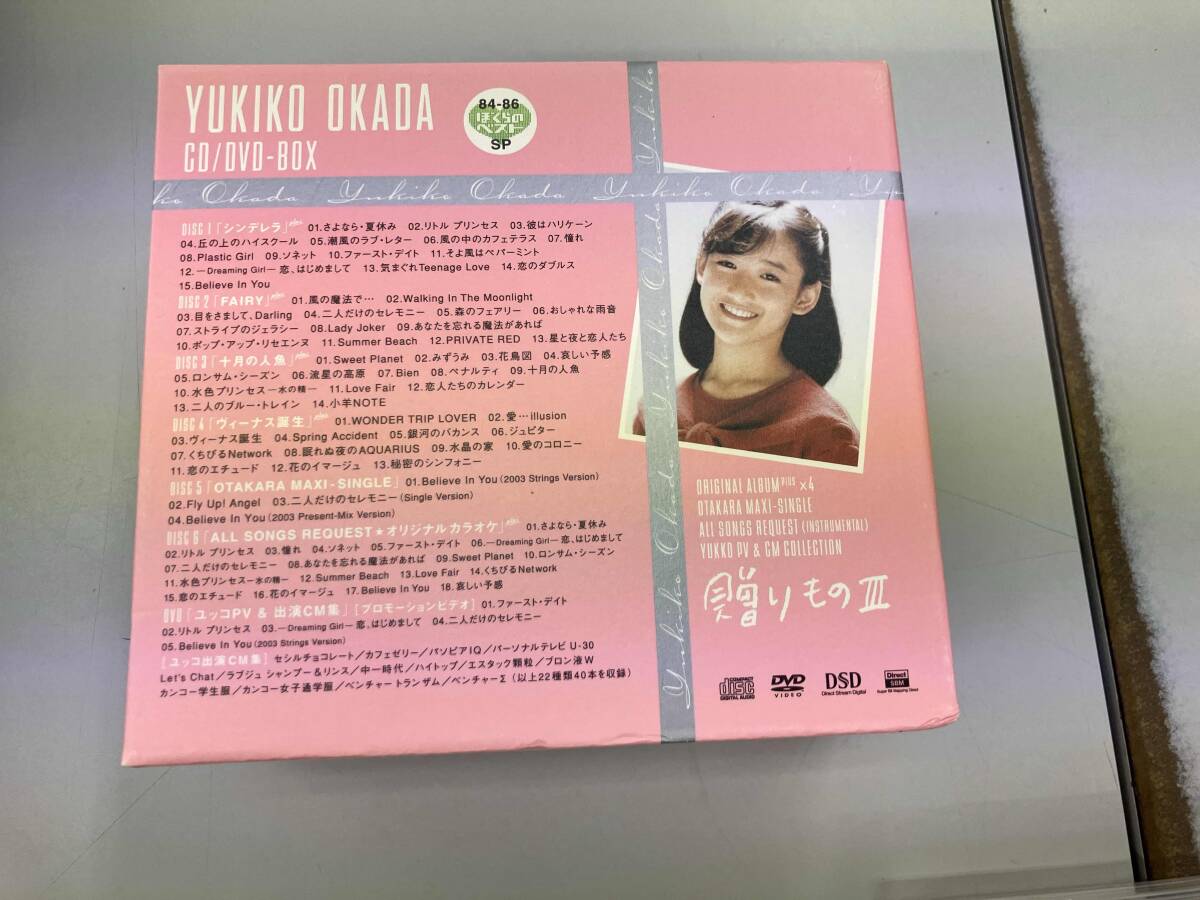 YUKIKO OKADA
CD/DVD-BOX
84-86
ぼくらの
ベスト
SP
ko Okada Yukiko Okada Yukiko Okada Yu
DISC 1「シンデレラ」plus 01.さよなら・夏休み 02.リトル プリンセス 03.彼はハリケーン
04.丘の上のハイスクール 05.潮風のラブ・レター 06.風の中のカフェテラス 07.憧れ
08.Plastic Girl 09.ソネット 10.ファースト・デイト 11.そよ風はペパーミント
12.—Dreaming Girl— 恋、はじめまして 13.気まぐれTeenage Love 14.恋のダブルス
15.Believe In You
DISC 2「FAIRY」plus 01.風の魔法で… 02.Walking In The Moonlight
03.目をさまして、Darling 04.二人だけのセレモニー 05.森のフェアリー 06.おしゃれな雨音
07.ストライプのジェラシー 08.Lady Joker 09.あなたを忘れる魔法があれば
10.ポップ・アップ・リセエンヌ 11.Summer Beach 12.PRIVATE RED 13.星と夜と恋人たち
DISC 3「十月の人魚」plus 01.Sweet Planet 02.みずうみ 03.花鳥図 04.哀しい予感
05.ロンサム・シーズン 06.流星の高原 07.Bien 08.ペナルティ 09.十月の人魚
10.水色プリンセス—水の精— 11.Love Fair 12.恋人たちのカレンダー
13.二人のブルー・トレイン 14.小羊NOTE
DISC 4「ヴィーナス誕生」plus 01.WONDER TRIP LOVER 02.愛…illusion
03.ヴィーナス誕生 04.Spring Accident 05.銀河のバカンス 06.ジュピター
07.くちびるNetwork 08.眠れぬ夜のAQUARIUS 09.水晶の家 10.愛のコロニー
11.恋のエチュード 12.花のイマージュ 13.秘密のシンフォニー
DISC 5「OTAKARA MAXI-SINGLE」 01.Believe In You (2003 Strings Version)
02.Fly Up! Angel 03.二人だけのセレモニー (Single Version)
04.Believe In You (2003 Present-Mix Version)
DISC 6「ALL SONGS REQUEST★オリジナルカラオケ」plus 01.さよなら・夏休み
02.リトル プリンセス 03.憧れ 04.ソネット 05.ファースト・デイト 06.—Dreaming Girl— 恋、はじめまして
07.二人だけのセレモニー 08.あなたを忘れる魔法があれば 09.Sweet Planet 10.ロンサム・シーズン
11.水色プリンセス—水の精— 12.Summer Beach 13.Love Fair 14.くちびるNetwork
15.恋のエチュード 16.花のイマージュ 17.Believe In You 18.哀しい予感
DVD「ユッコPV & 出演CM集」[プロモーションビデオ] 01.ファースト・デイト
02.リトル プリンセス 03.—Dreaming Girl— 恋、はじめまして 04.二人だけのセレモニー
05.Believe In You (2003 Strings Version)
[ユッコ出演CM集] セシルチョコレート/カフェゼリー/パソピアIQ/パーソナルテレビ U-30
Let's Chat/ラブジュ シャンプー&リンス/中一時代/ハイトップ/エスタック顆粒/ブロン液W
カンコー学生服/カンコー女子通学服/ベンチャートランザム/ベンチャーΣ (以上22種類40本を収録)
Yukiko Okada Yukiko Okada Yukiko
ORIGINAL ALBUM plus ×4
OTAKARA MAXI-SINGLE
ALL SONGS REQUEST (INSTRUMENTAL)
YUKKO PV & CM COLLECTION
贈りものIII
COMPACT
disc
DIGITAL AUDIO
DVD
VIDEO
DSD
Direct Stream Digital
Direct
SBM
Super Bit Mapping Direct